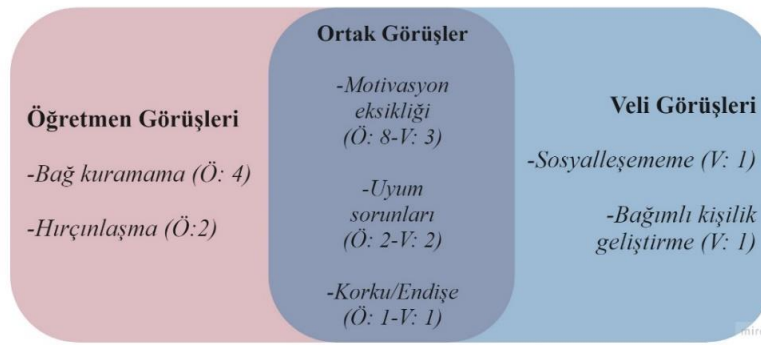 Öğretmen Görüşleri
-Bağ kuramama (Ö: 4)
-Hırçınlaşma (Ö:2)
Ortak Görüşler
-Motivasyon
eksikliği
(Ö: 8-V: 3)
-Uyum
sorunları
(Ö: 2-V: 2)
-Korku/Endişe
(Ö: 1-V: 1)
Veli Görüşleri
-Sosyalleşememe (V: 1)
-Bağımlı kişilik
geliştirme (V: 1)